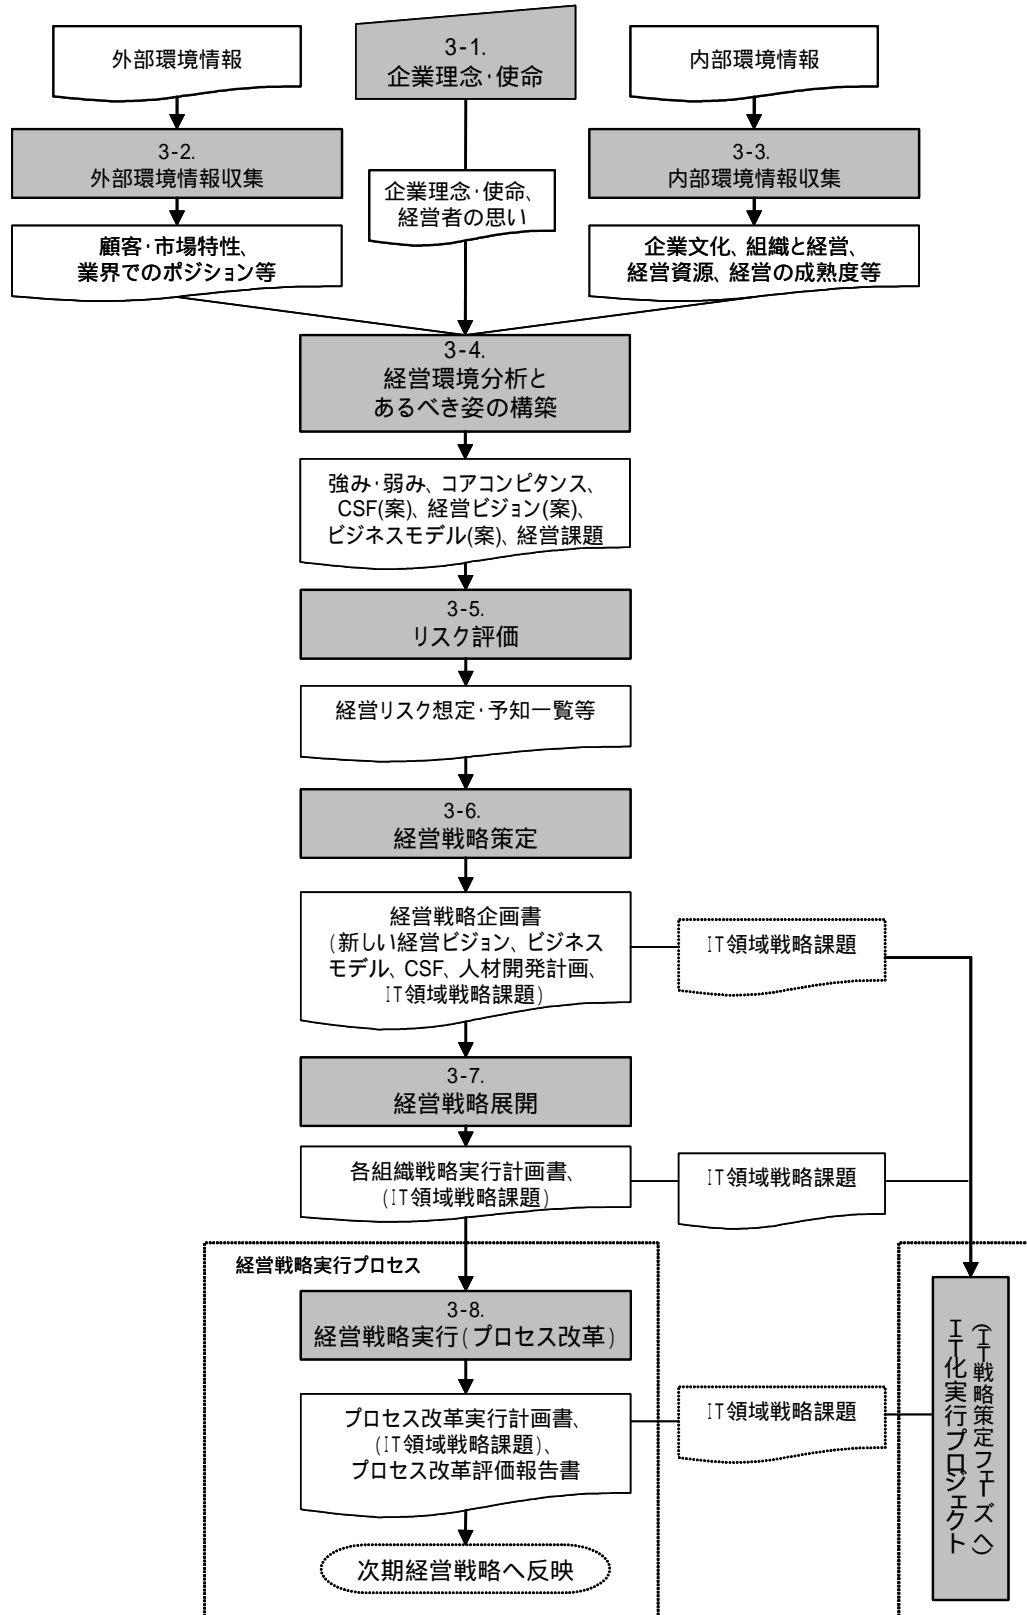 外部環境情報
3-1.
企業理念・使命
内部環境情報
3-2.
外部環境情報収集
3-3.
内部環境情報収集
企業理念・使命、
経営者の思い
顧客・市場特性、
業界でのポジション等
企業文化、組織と経営、
経営資源、経営の成熟度等
3-4.
経営環境分析と
あるべき姿の構築
強み・弱み、コアコンピタンス、
CSF(案)、経営ビジョン(案)、
ビジネスモデル(案)、経営課題
3-5.
リスク評価
経営リスク想定・予知一覧等
3-6.
経営戦略策定
経営戦略企画書
(新しい経営ビジョン、ビジネス
モデル、CSF、人材開発計画、
IT領域戦略課題)
IT領域戦略課題
3-7.
経営戦略展開
各組織戦略実行計画書、
(IT領域戦略課題)
IT領域戦略課題
経営戦略実行プロセス
3-8.
経営戦略実行(プロセス改革)
プロセス改革実行計画書、
(IT領域戦略課題)、
プロセス改革評価報告書
IT領域戦略課題
次期経営戦略へ反映
(IT戦略策定フェーズへ)
IT化実行プロジェクト